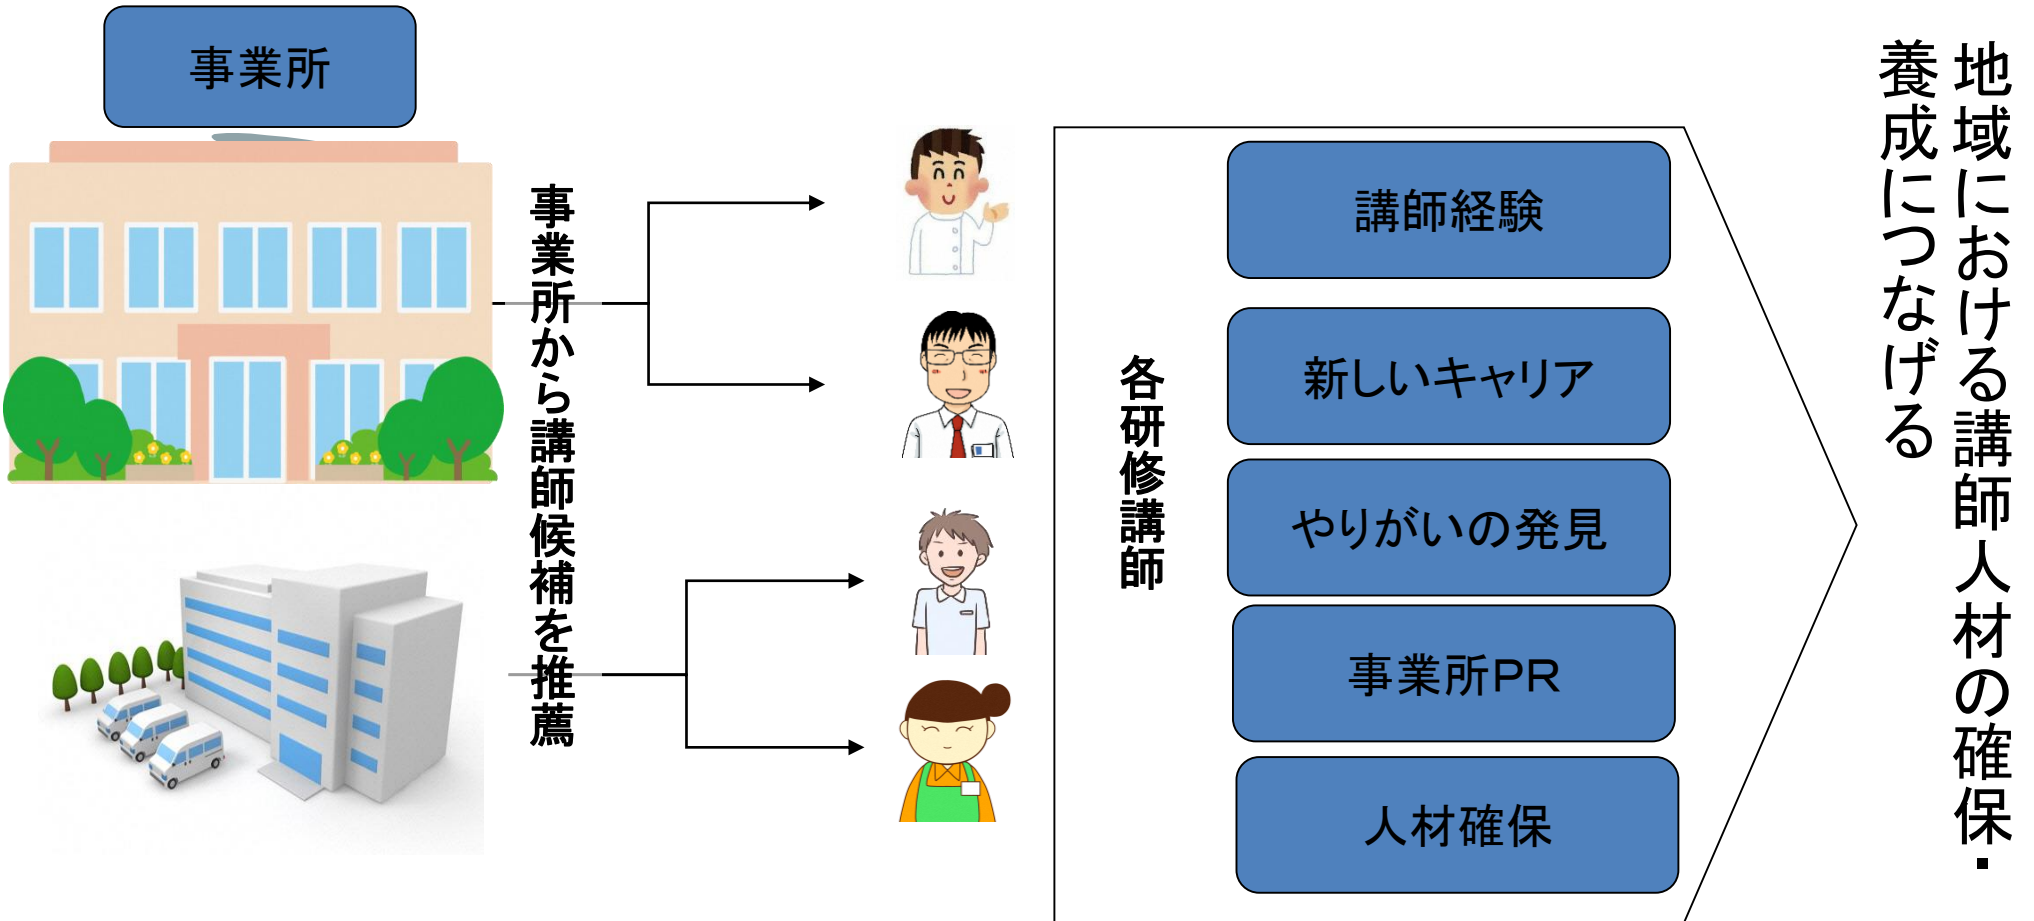 事業所
事業所から講師候補を推薦
各研修講師
講師経験
新しいキャリア
やりがいの発見
事業所PR
人材確保
地域における講師人材の確保・
養成につなげる